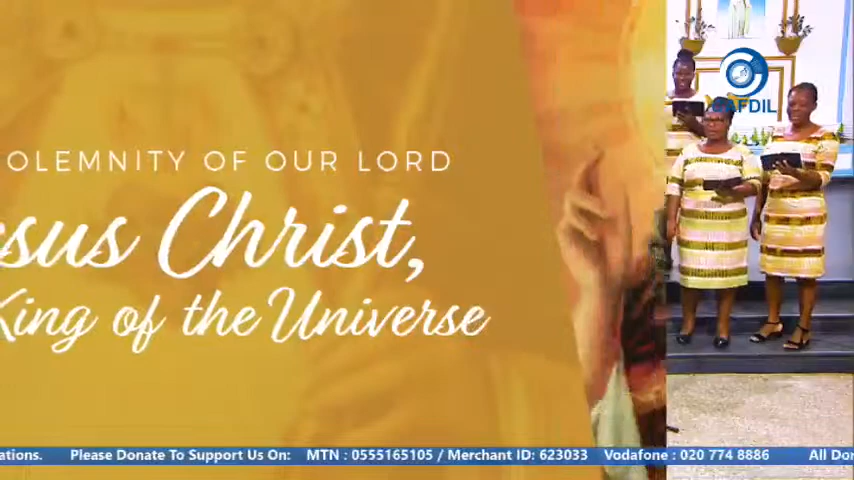 OLEMNITY OF OUR LORD
sus Christ,
King of the Universe
CAFDIL
ations. Please Donate To Support Us On: MTN : 0555165105 / Merchant ID: 623033 Vodafone : 020 774 8886 All Don